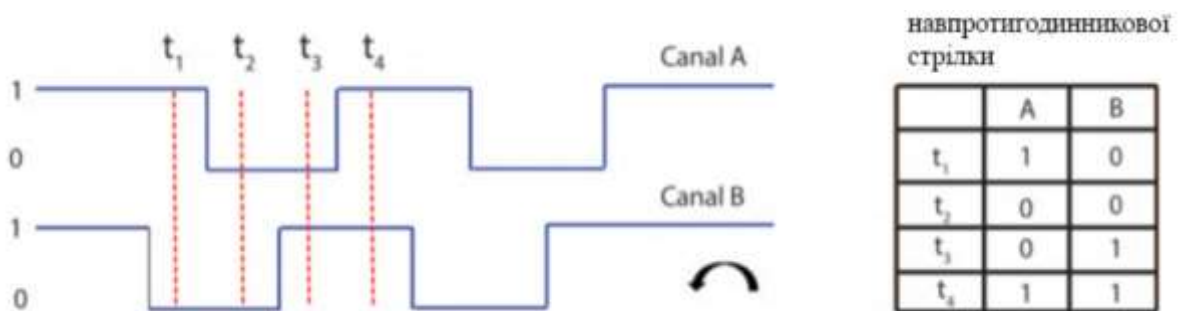 t₁ t₂ t₃ t₄
Canal A
1
0
Canal B
1
0
навпротигодинникової
стрілки
A B
t₁ 1 0
t₂ 0 0
t₃ 0 1
t₄ 1 1